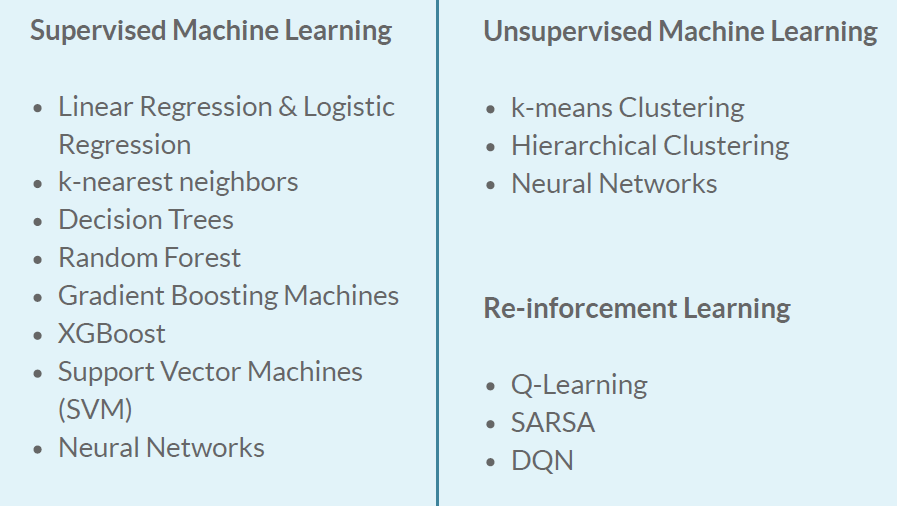 Supervised Machine Learning
• Linear Regression & Logistic
Regression
• k-nearest neighbors
• Decision Trees
• Random Forest
• Gradient Boosting Machines
• XGBoost
• Support Vector Machines
(SVM)
• Neural Networks
Unsupervised Machine Learning
• k-means Clustering
• Hierarchical Clustering
• Neural Networks
Re-inforcement Learning
• Q-Learning
• SARSA
• DQN